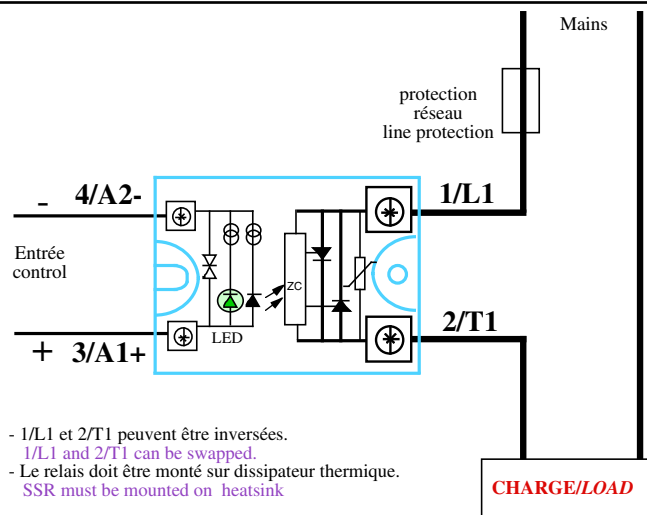 Mains
protection
réseau
line protection
- 4/A2-
1/L1
Entrée
control
ZC
+ 3/A1+
LED
2/T1
- 1/L1 et 2/T1 peuvent être inversées.
1/L1 and 2/T1 can be swapped.
- Le relais doit être monté sur dissipateur thermique.
SSR must be mounted on heatsink
CHARGE/LOAD